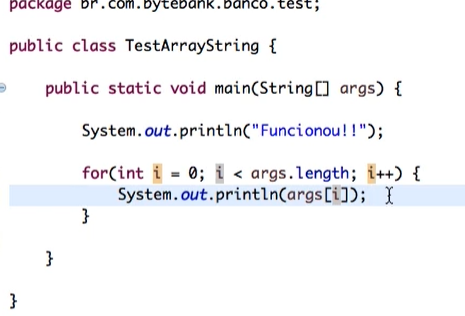 package br.com.bytebank.banco.test;
public class TestArrayString {
public static void main(String[] args) {
System.out.println("Funcionou!!");
for(int i = 0; i < args.length; i++) {
System.out.println(args[i]);
}
}
}